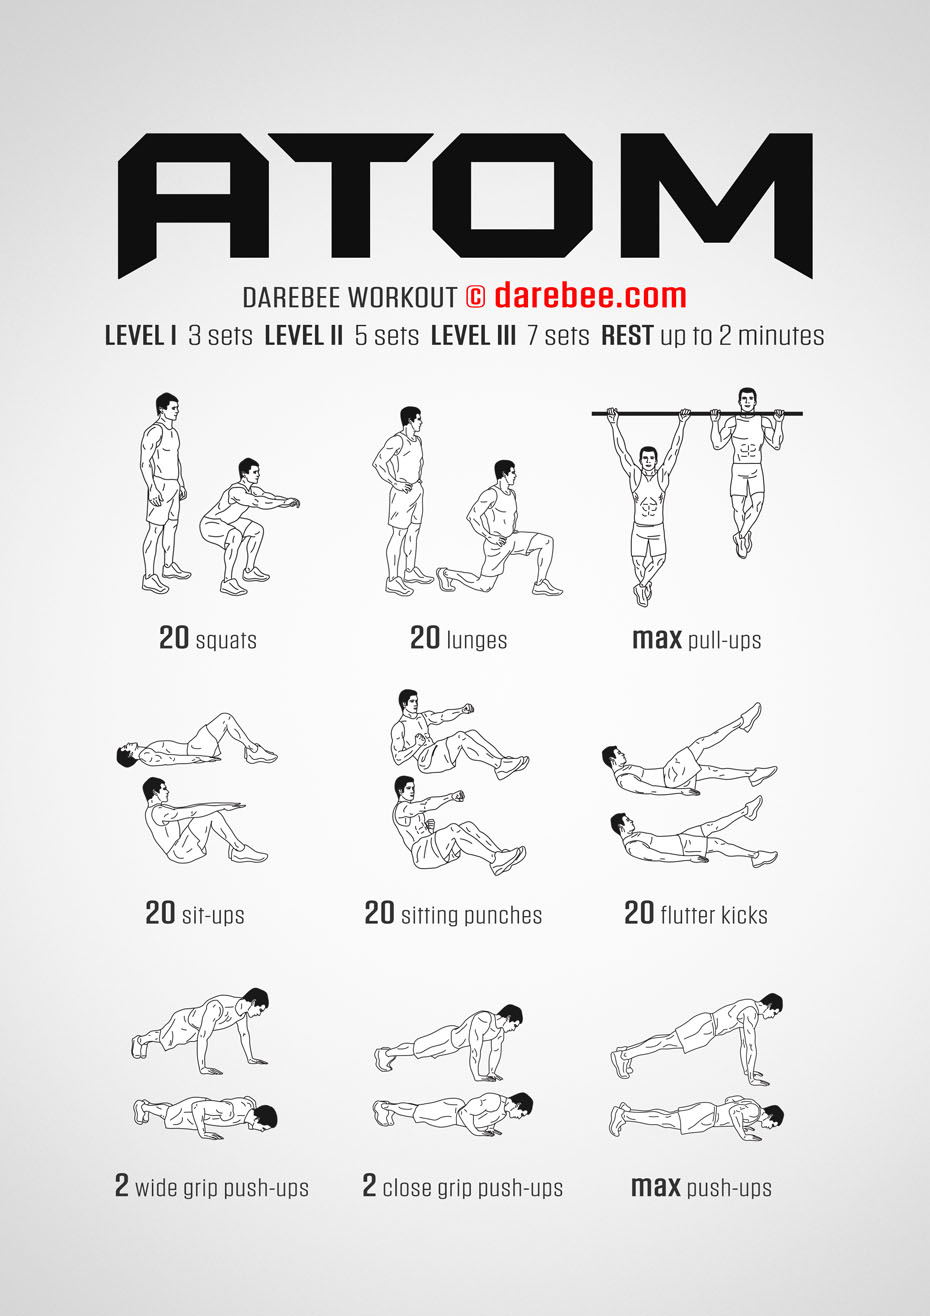 ATOM
DAREBEE WORKOUT © darebee.com
LEVEL I 3 sets LEVEL II 5 sets LEVEL III 7 sets REST up to 2 minutes
20 squats
20 lunges
max pull-ups
20 sit-ups
20 sitting punches
20 flutter kicks
2 wide grip push-ups
2 close grip push-ups
max push-ups